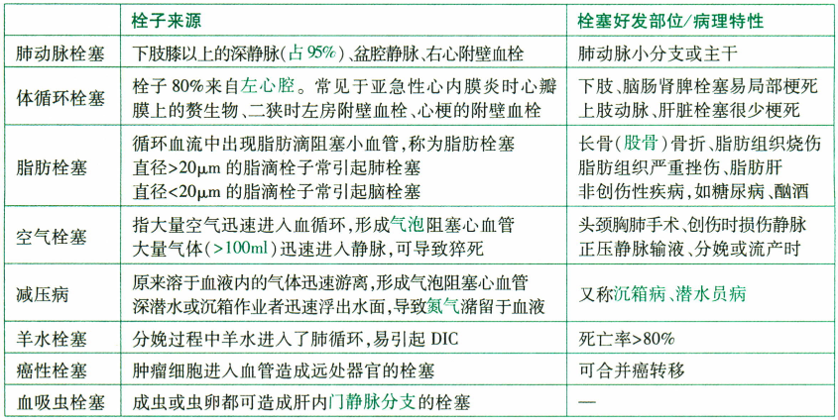 栓子来源 栓塞好发部位/病理特性
肺动脉栓塞 下肢膝以上的深静脉(占95%)、盆腔静脉、右心附壁血栓 肺动脉小分支或主干
体循环栓塞 栓子80%来自左心腔。常见于亚急性心内膜炎时心瓣 下肢、脑肠肾脾栓塞易局部梗死
膜上的赘生物、二狭时左房附壁血栓、心梗的附壁血栓 上肢动脉、肝脏栓塞很少梗死
脂肪栓塞 循环血流中出现脂肪滴阻塞小血管,称为脂肪栓塞 长骨(股骨)骨折、脂肪组织烧伤
直径>20μm的脂滴栓子常引起肺栓塞 脂肪组织严重挫伤、脂肪肝
直径<20μm的脂滴栓子常引起脑栓塞 非创伤性疾病,如糖尿病、酗酒
空气栓塞 指大量空气迅速进入血循环,形成气泡阻塞心血管 头颈胸肺手术、创伤时损伤静脉
大量气体(>100ml)迅速进入静脉,可导致猝死 正压静脉输液、分娩或流产时
减压病 原来溶于血液内的气体迅速游离,形成气泡阻塞心血管 又称沉箱病、潜水员病
深潜水或沉箱作业者迅速浮出水面,导致氮气潴留于血液
羊水栓塞 分娩过程中羊水进入了肺循环,易引起DIC 死亡率>80%
癌性栓塞 肿瘤细胞进入血管造成远处器官的栓塞 可合并癌转移
血吸虫栓塞 成虫或虫卵都可造成肝内门静脉分支的栓塞 —